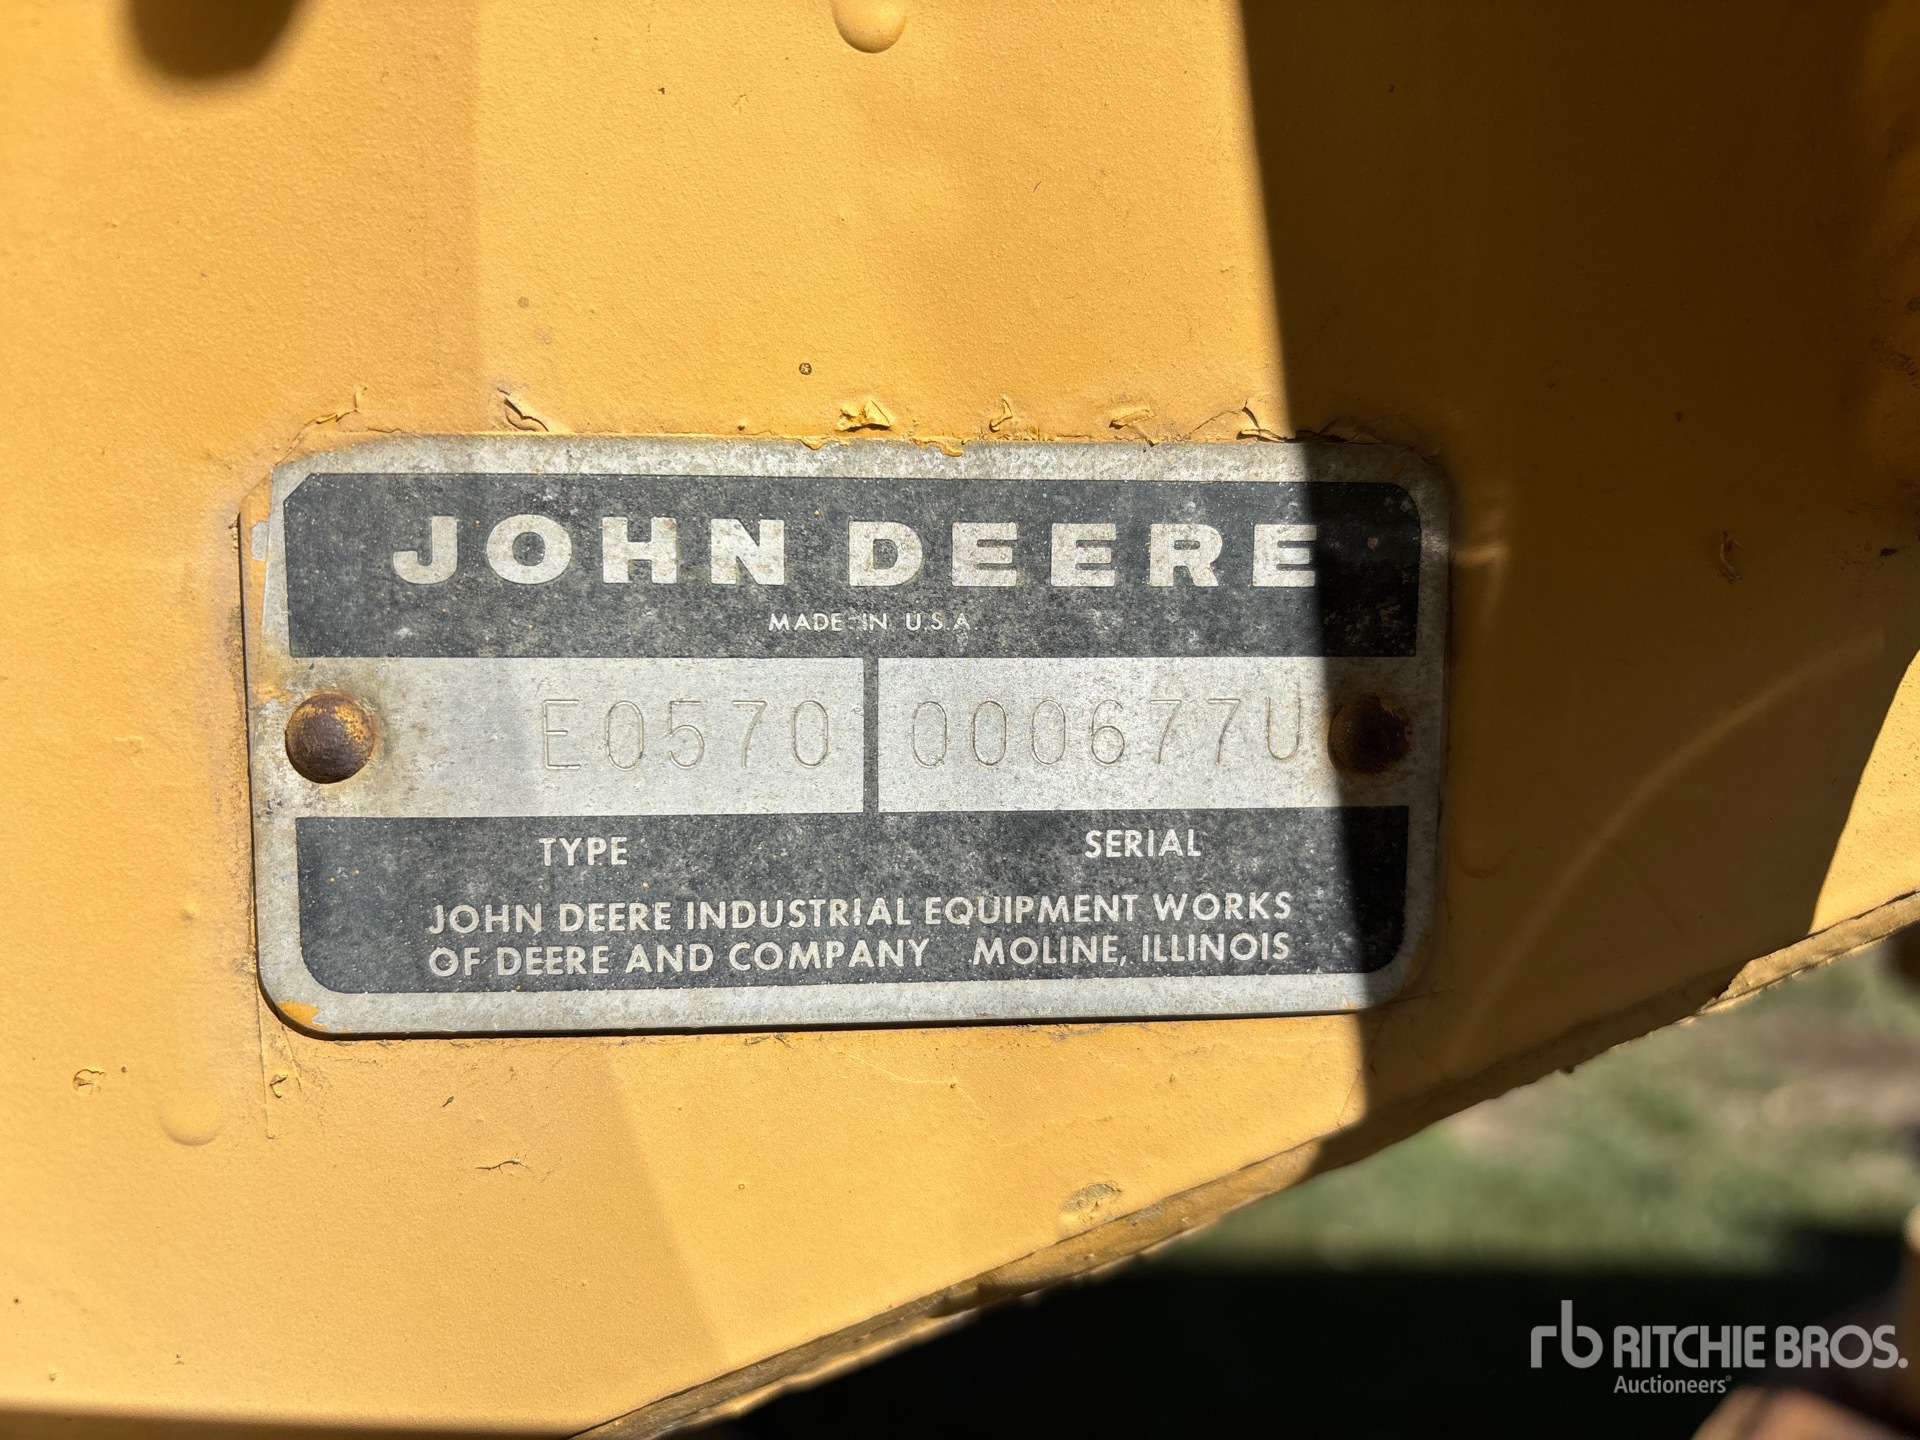 JOHN DEERE
MADE IN U.S.A
E0570 000677U
TYPE SERIAL
JOHN DEERE INDUSTRIAL EQUIPMENT WORKS
OF DEERE AND COMPANY MOLINE, ILLINOIS
rb RITCHIE BROS.
Auctioneers®